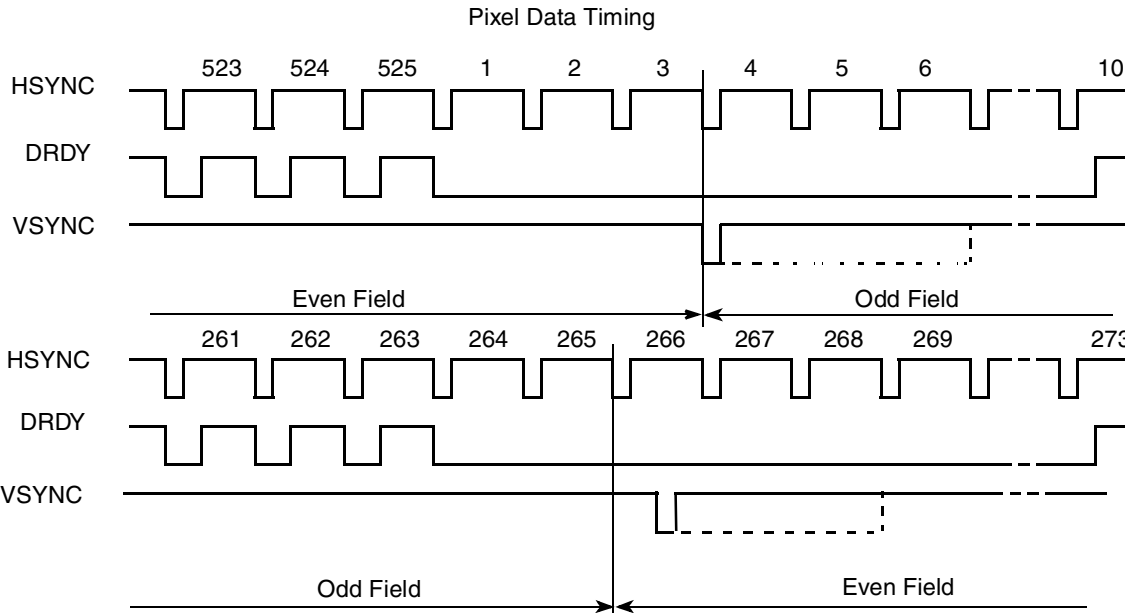 Pixel Data Timing
523 524 525 1 2 3 4 5 6 10
HSYNC
DRDY
VSYNC
Even Field Odd Field
261 262 263 264 265 266 267 268 269 273
HSYNC
DRDY
VSYNC
Odd Field Even Field